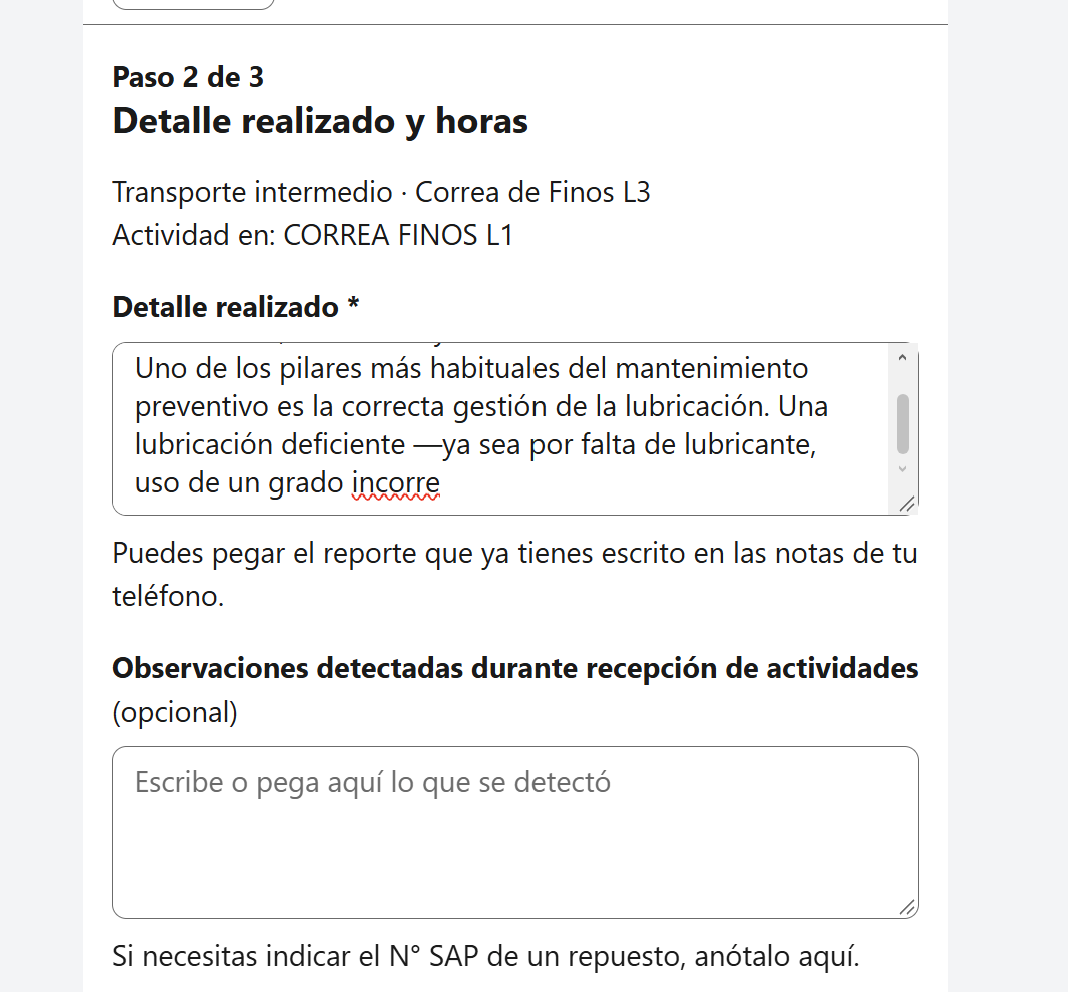 Paso 2 de 3
Detalle realizado y horas
Transporte intermedio · Correa de Finos L3
Actividad en: CORREA FINOS L1
Detalle realizado *
Uno de los pilares más habituales del mantenimiento
preventivo es la correcta gestión de la lubricación. Una
lubricación deficiente —ya sea por falta de lubricante,
uso de un grado incorre
Puedes pegar el reporte que ya tienes escrito en las notas de tu
teléfono.
Observaciones detectadas durante recepción de actividades
(opcional)
Escribe o pega aquí lo que se detectó
Si necesitas indicar el N° SAP de un repuesto, anótalo aquí.